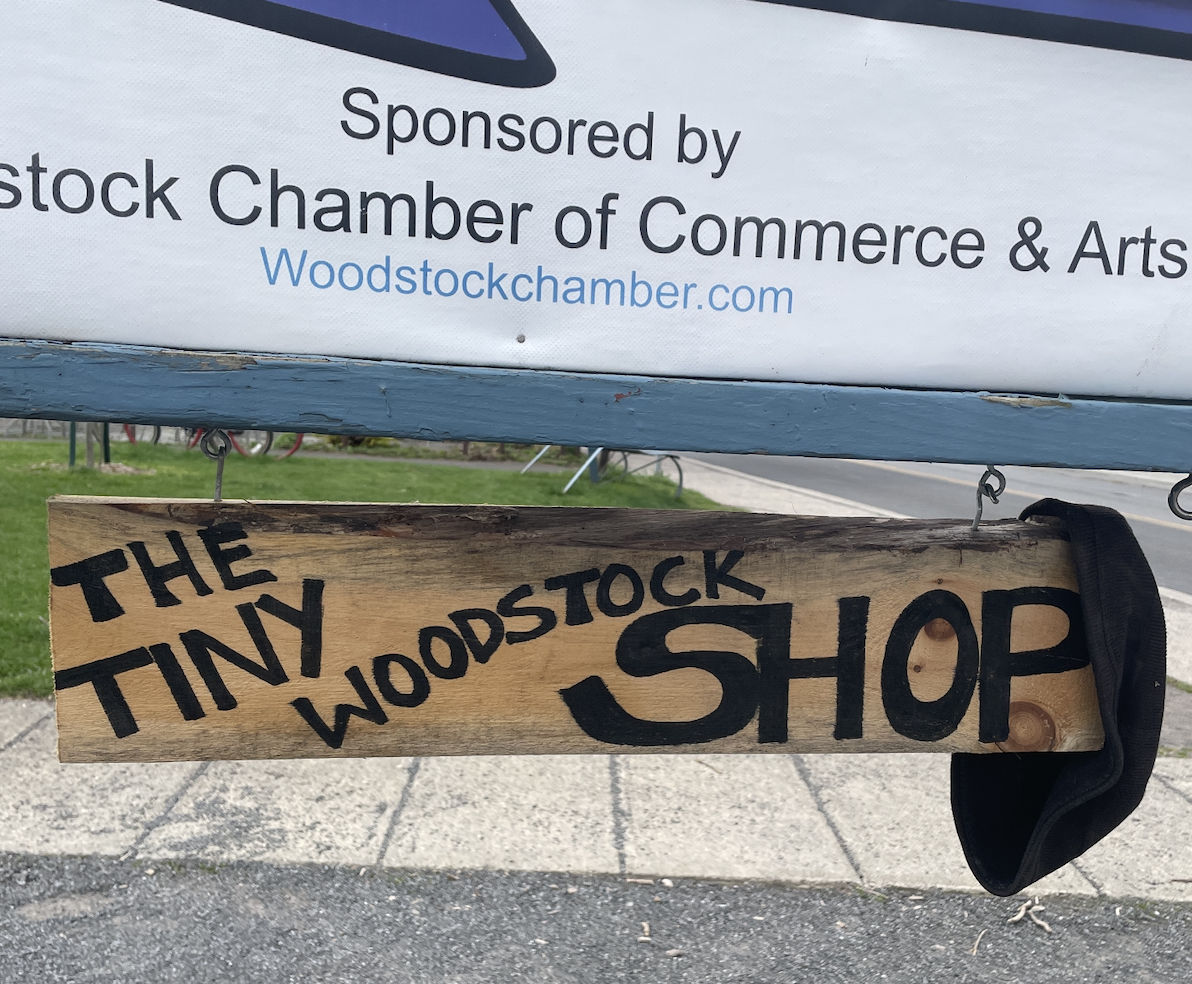 Sponsored by
stock Chamber of Commerce & Arts
Woodstockchamber.com
THE
TINY
WOODSTOCK
SHOP